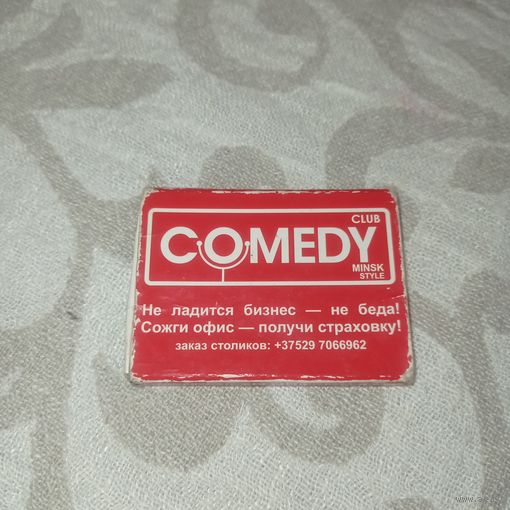 CLUB
COMEDY
MINSK
STYLE
Не ладится бизнес — не беда!
Сожги офис — получи страховку!
заказ столиков: +37529 7066962